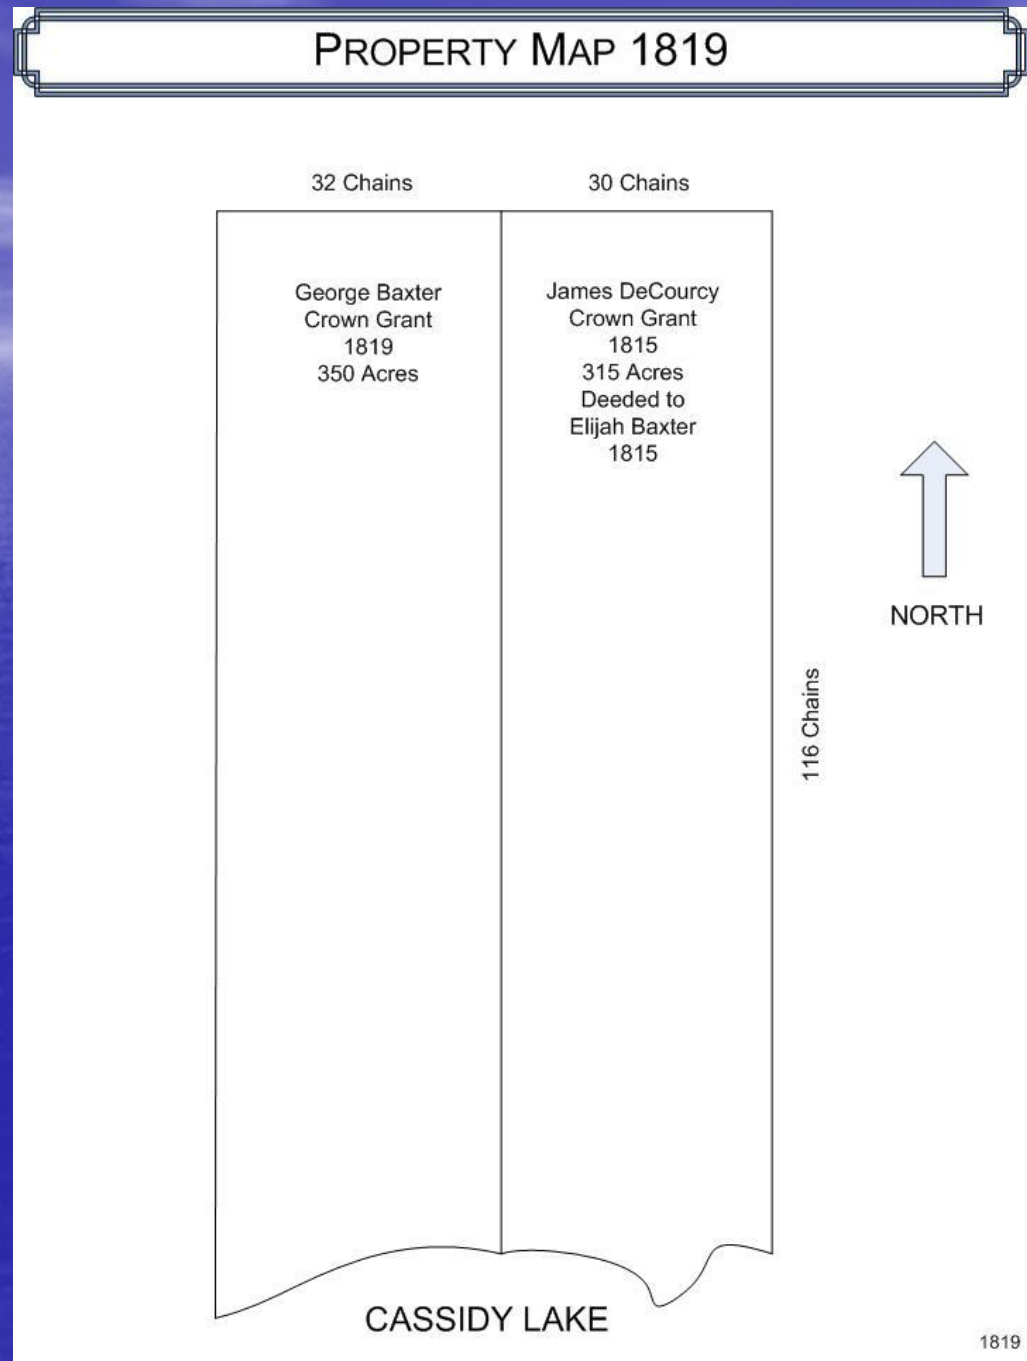 PROPERTY MAP 1819
32 Chains
30 Chains
George Baxter
Crown Grant
1819
350 Acres
James DeCourcy
Crown Grant
1815
315 Acres
Deeded to
Elijah Baxter
1815
NORTH
116 Chains
CASSIDY LAKE
1819